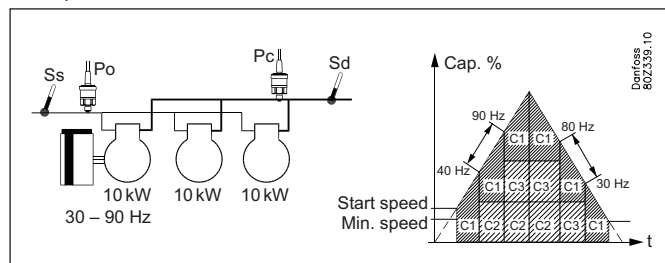 Ss
Po
Pc
Sd
10 kW
10 kW
10 kW
30 – 90 Hz
Danfoss
80Z339.10
Cap. %
90 Hz
80 Hz
40 Hz
30 Hz
C1 C1
C1 C3 C3 C1
Start speed
Min. speed
C1 C2 C2 C2 C3 C1
t